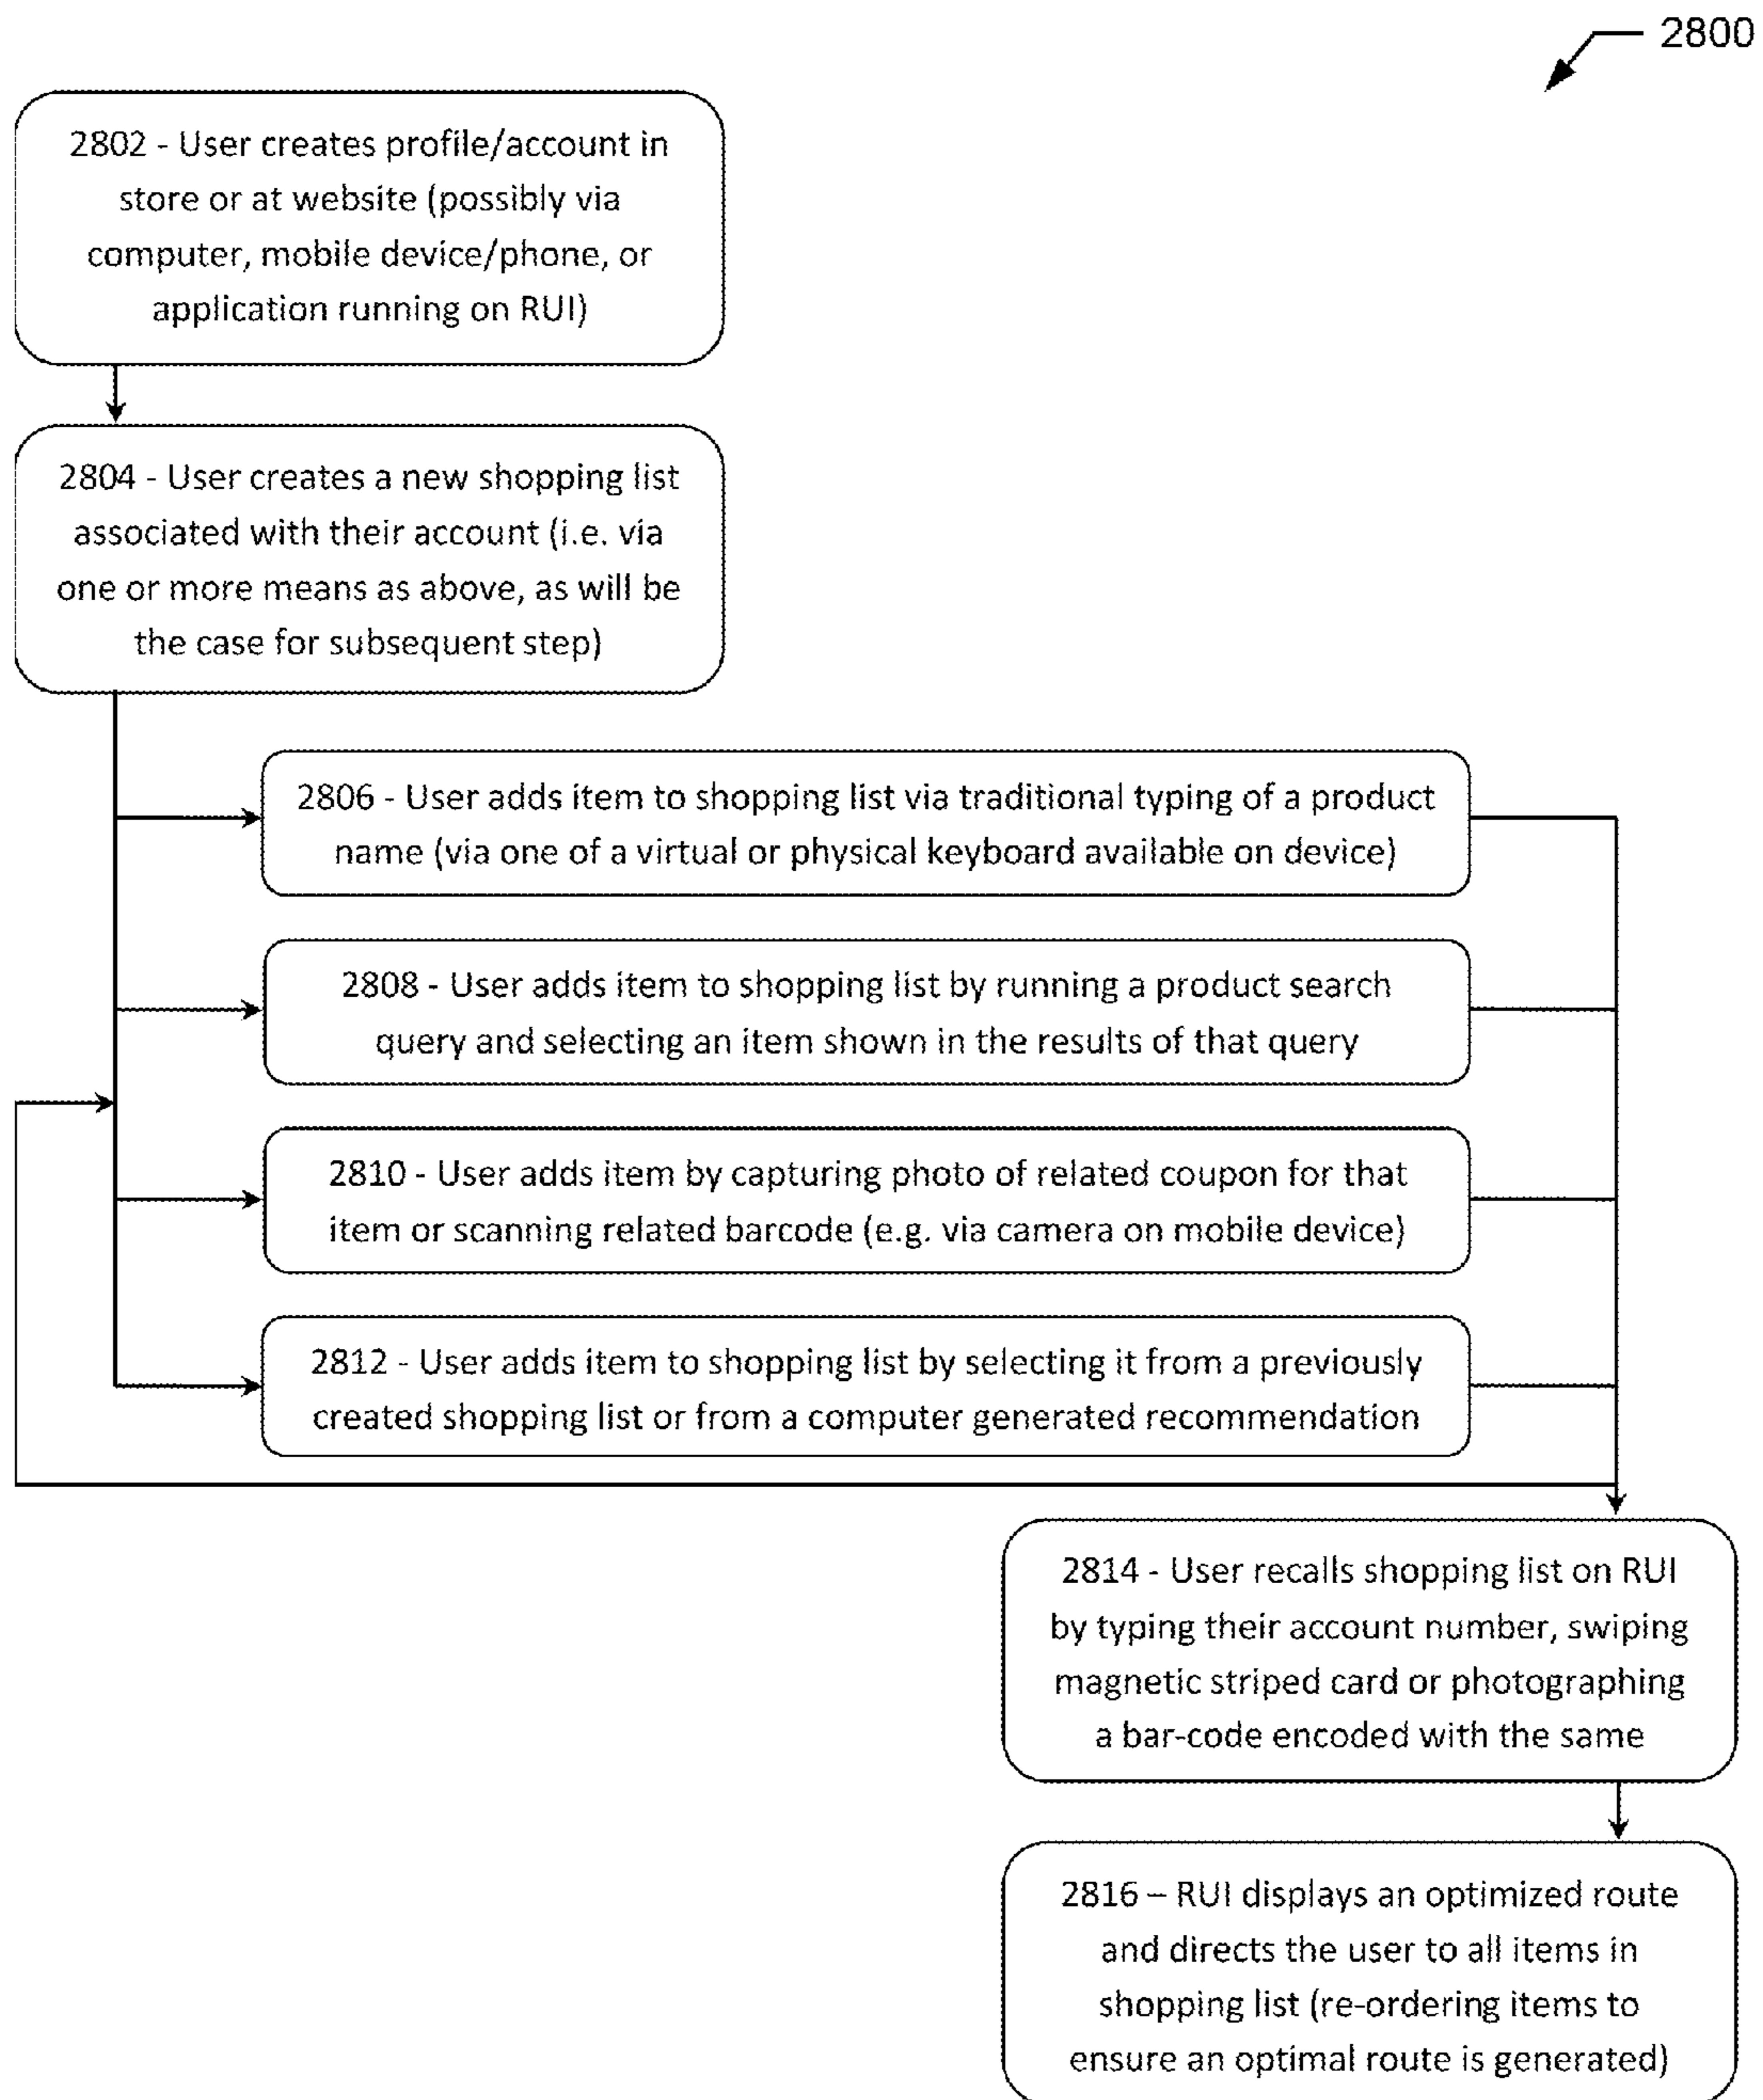 2800
2802 - User creates profile/account in
store or at website (possibly via
computer, mobile device/phone, or
application running on RUI)
2804 - User creates a new shopping list
associated with their account (i.e. via
one or more means as above, as will be
the case for subsequent step)
2806 - User adds item to shopping list via traditional typing of a product
name (via one of a virtual or physical keyboard available on device)
2808 - User adds item to shopping list by running a product search
query and selecting an item shown in the results of that query
2810 - User adds item by capturing photo of related coupon for that
item or scanning related barcode (e.g. via camera on mobile device)
2812 - User adds item to shopping list by selecting it from a previously
created shopping list or from a computer generated recommendation
2814 - User recalls shopping list on RUI
by typing their account number, swiping
magnetic striped card or photographing
a bar-code encoded with the same
2816 – RUI displays an optimized route
and directs the user to all items in
shopping list (re-ordering items to
ensure an optimal route is generated)